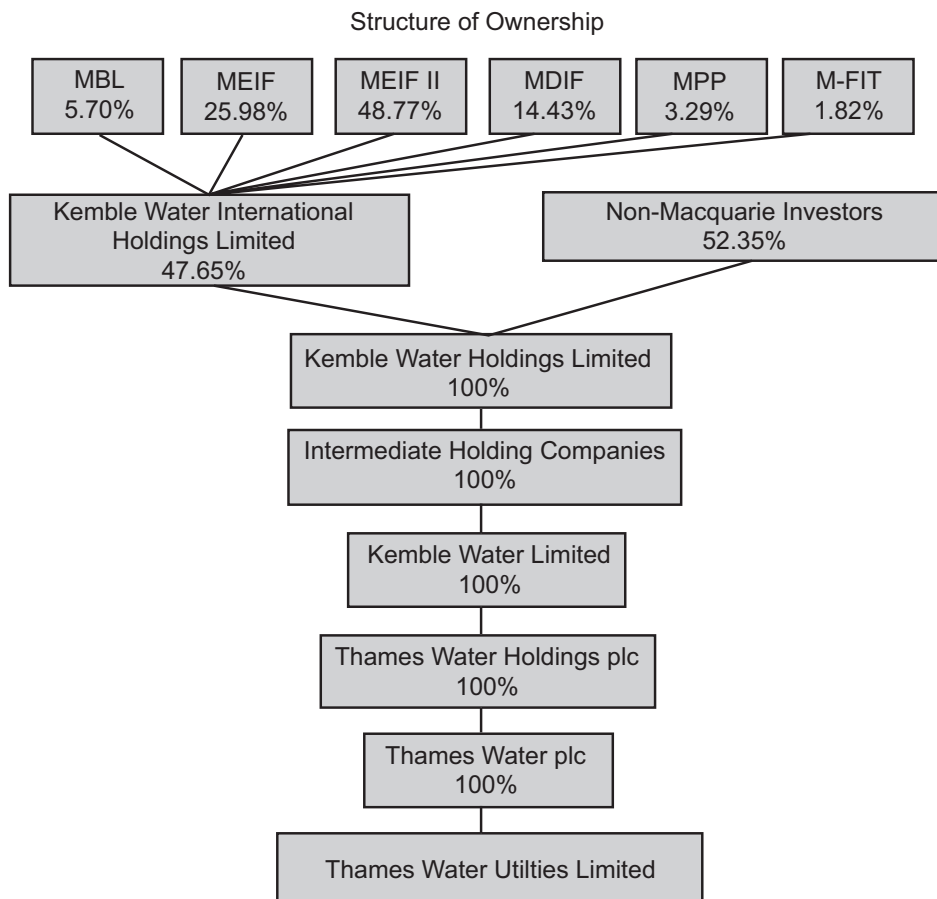 Structure of Ownership
MBL
5.70%
MEIF
25.98%
MEIF II
48.77%
MDIF
14.43%
MPP
3.29%
M-FIT
1.82%
Kemble Water International
Holdings Limited
47.65%
Non-Macquarie Investors
52.35%
Kemble Water Holdings Limited
100%
Intermediate Holding Companies
100%
Kemble Water Limited
100%
Thames Water Holdings plc
100%
Thames Water plc
100%
Thames Water Utilties Limited